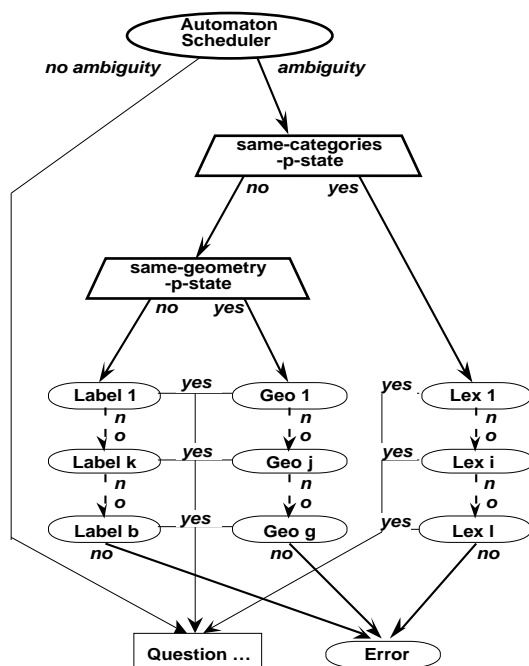 Automaton
Scheduler
no ambiguity
ambiguity
same-categories
-p-state
no
yes
same-geometry
-p-state
no
yes
Label 1
yes
Geo 1
yes
Lex 1
n
o
n
o
n
o
Label k
yes
Geo j
yes
Lex i
n
o
n
o
n
o
Label b
yes
Geo g
yes
Lex l
no
no
no
Question ...
Error